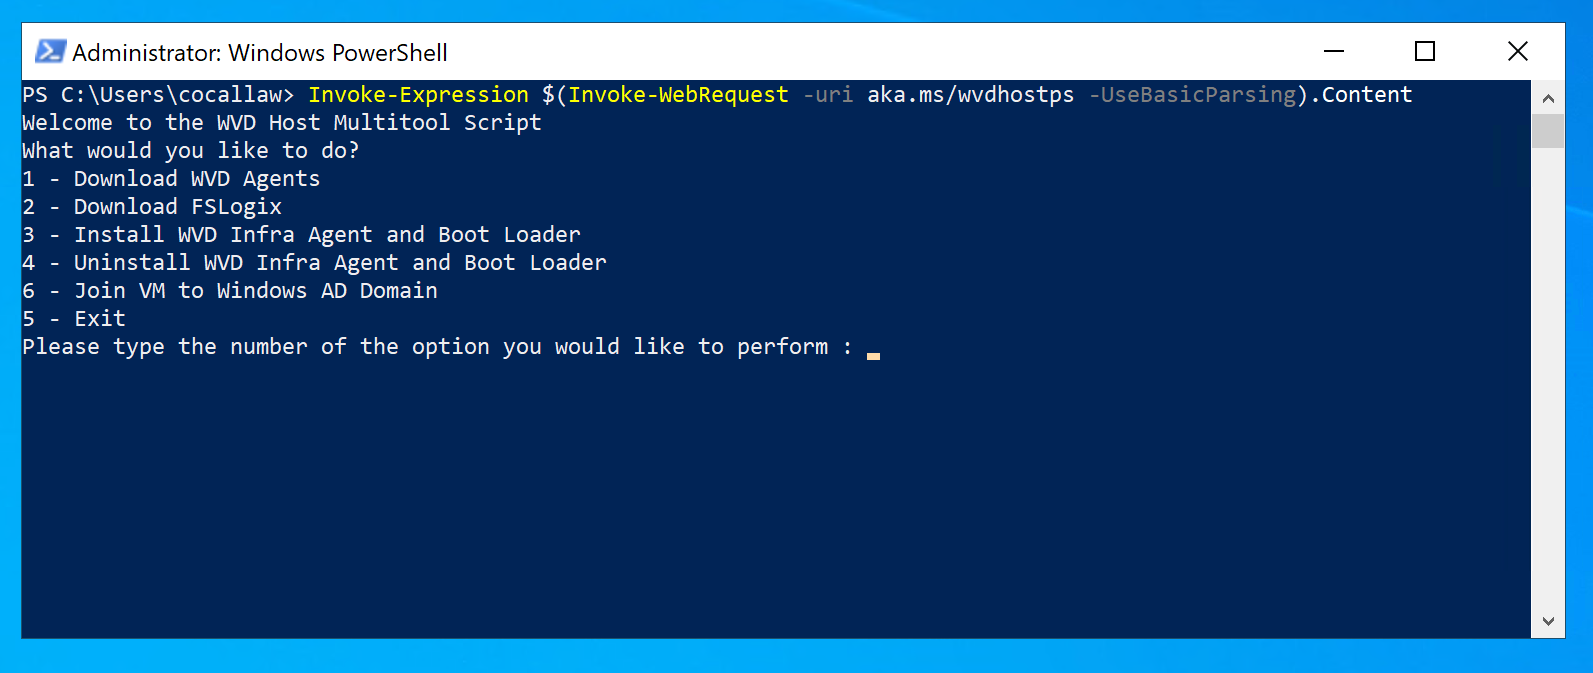 Administrator: Windows PowerShell
PS C:\Users\cocallaw> Invoke-Expression $(Invoke-WebRequest -uri aka.ms/wvdhostps -UseBasicParsing).Content
Welcome to the WVD Host Multitool Script
What would you like to do?
1 - Download WVD Agents
2 - Download FSLogix
3 - Install WVD Infra Agent and Boot Loader
4 - Uninstall WVD Infra Agent and Boot Loader
6 - Join VM to Windows AD Domain
5 - Exit
Please type the number of the option you would like to perform :